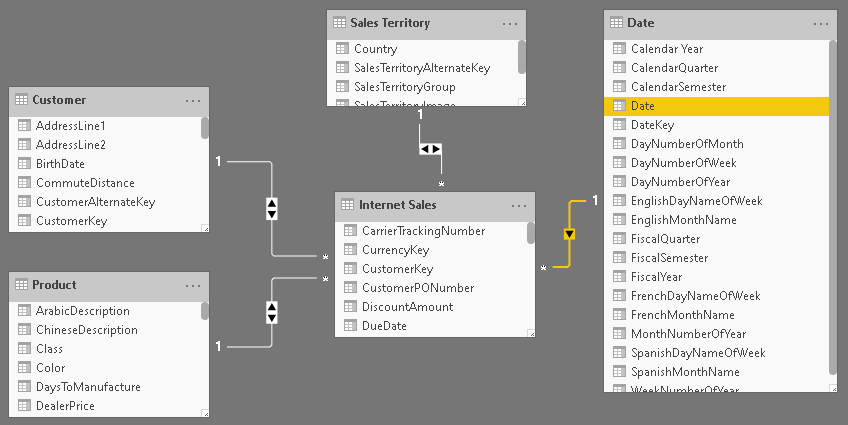 Customer
AddressLine1
AddressLine2
BirthDate
CommuteDistance
CustomerAlternateKey
CustomerKey
Product
ArabicDescription
ChineseDescription
Class
Color
DaysToManufacture
DealerPrice
Sales Territory
Country
SalesTerritoryAlternateKey
SalesTerritoryGroup
SalesTerritoryImage
Internet Sales
CarrierTrackingNumber
CurrencyKey
CustomerKey
CustomerPONumber
DiscountAmount
DueDate
Date
Calendar Year
CalendarQuarter
CalendarSemester
Date
DateKey
DayNumberOfMonth
DayNumberOfWeek
DayNumberOfYear
EnglishDayNameOfWeek
EnglishMonthName
FiscalQuarter
FiscalSemester
FiscalYear
FrenchDayNameOfWeek
FrenchMonthName
MonthNumberOfYear
SpanishDayNameOfWeek
SpanishMonthName
WeekNumberOfYear
1
*
1
*
1
*
1
*